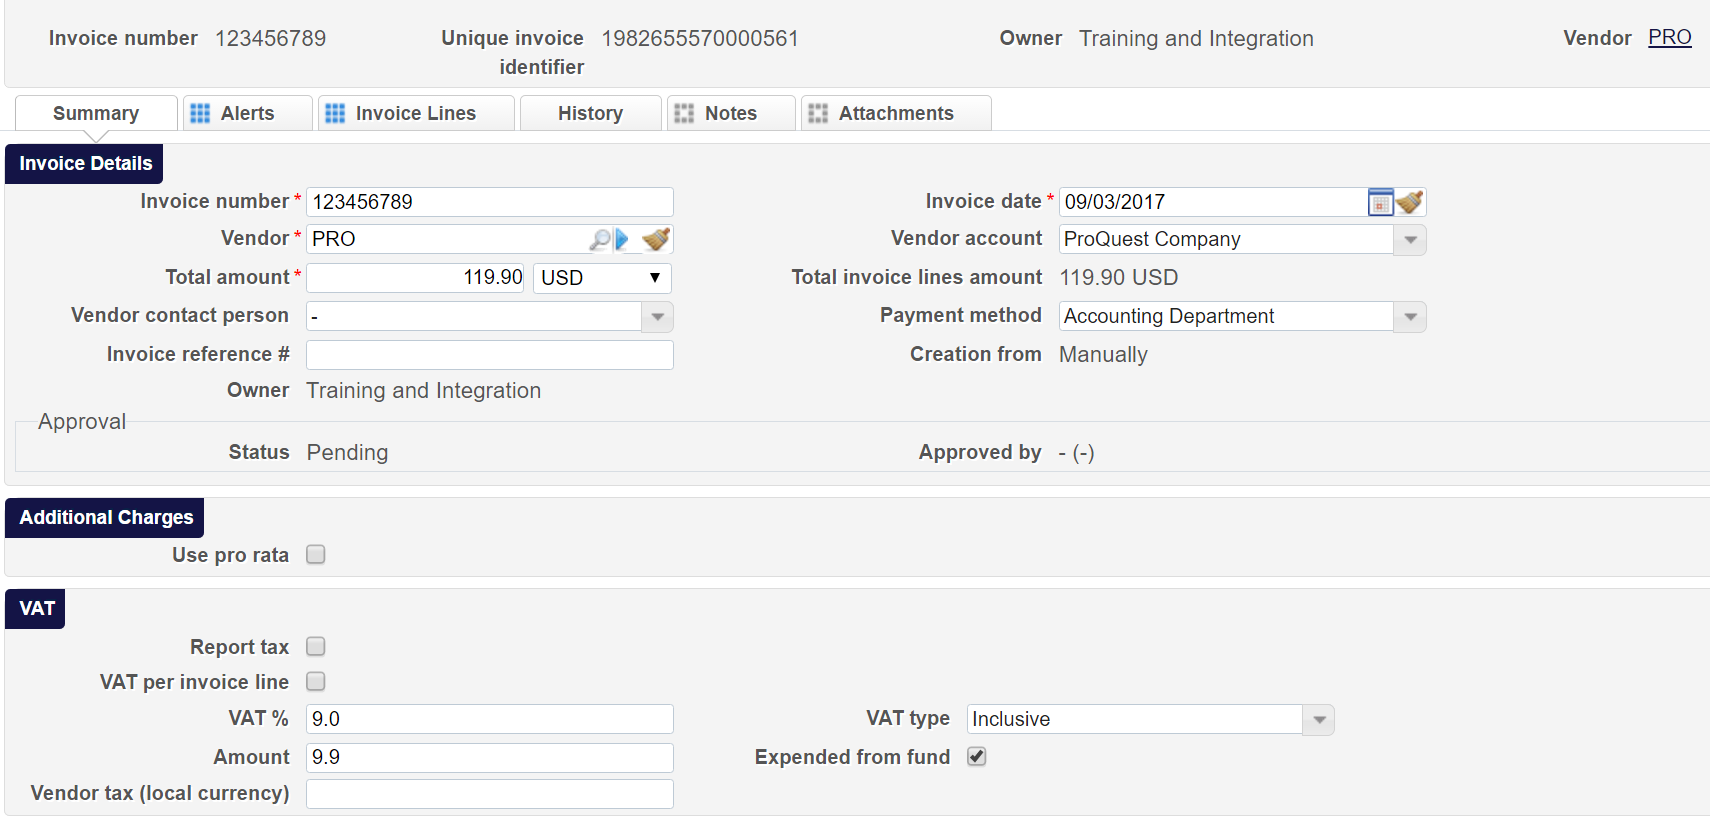 Invoice number 123456789 Unique invoice identifier 1982655570000561 Owner Training and Integration Vendor PRO
Summary Alerts Invoice Lines History Notes Attachments
Invoice Details
Invoice number * 123456789 Invoice date * 09/03/2017
Vendor * PRO Vendor account ProQuest Company
Total amount * 119.90 USD Total invoice lines amount 119.90 USD
Vendor contact person - Payment method Accounting Department
Invoice reference # Creation from Manually
Owner Training and Integration
Approval
Status Pending Approved by - (-)
Additional Charges
Use pro rata
VAT
Report tax
VAT per invoice line
VAT % 9.0 VAT type Inclusive
Amount 9.9 Expended from fund
Vendor tax (local currency)